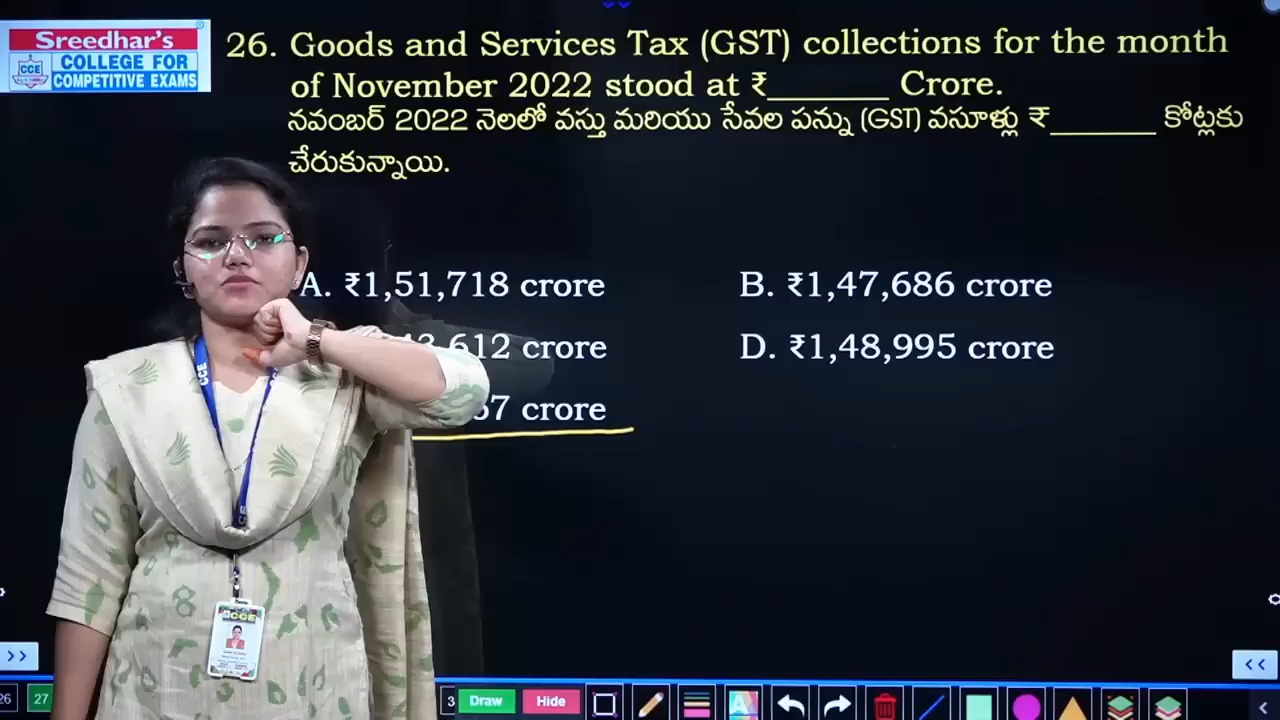 Sreedhar's
CCE
COLLEGE FOR
COMPETITIVE EXAMS
26. Goods and Services Tax (GST) collections for the month
of November 2022 stood at ₹_______ Crore.
నవంబర్ 2022 నెలలో వస్తు మరియు సేవల పన్ను (GST) వసూళ్లు ₹_______ కోట్లకు
చేరుకున్నాయి.
A. ₹1,51,718 crore
B. ₹1,47,686 crore
612 crore
D. ₹1,48,995 crore
67 crore
CCE
CCE
26
27
3
Draw
Hide